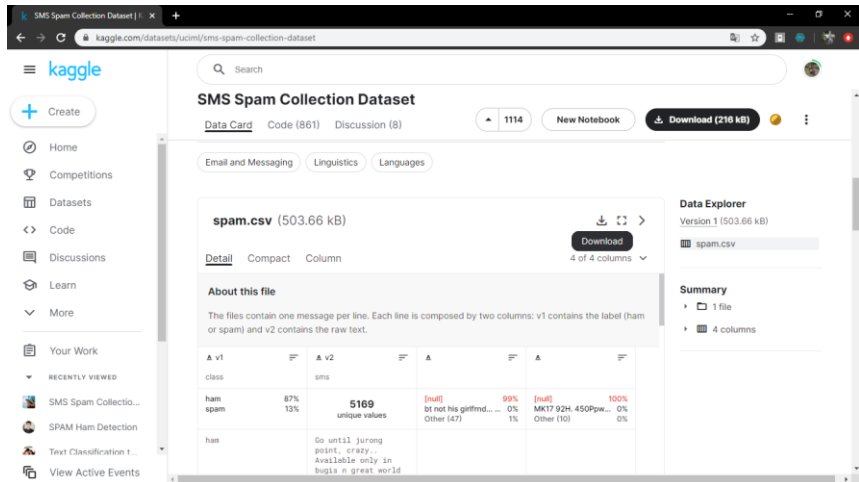 SMS Spam Collection Dataset | K
kaggle.com/datasets/uciml/sms-spam-collection-dataset
kaggle
Search
SMS Spam Collection Dataset
Create
Data Card Code (861) Discussion (8) 1114 New Notebook Download (216 kB)
Home
Competitions
Datasets
Code
Discussions
Learn
More
Your Work
RECENTLY VIEWED
SMS Spam Collectio...
SPAM Ham Detection
Text Classification t...
View Active Events
Email and Messaging Linguistics Languages
spam.csv (503.66 kB)
Download
Detail Compact Column 4 of 4 columns
About this file
The files contain one message per line. Each line is composed by two columns: v1 contains the label (ham
or spam) and v2 contains the raw text.
A v1 A v2 A A
class sms
ham 87% 5169 [null] 99% [null] 100%
spam 13% unique values bt not his girlfrnd... ... 0% MK17 92H. 450Ppw... 0%
Other (47) 1% Other (10) 0%
ham Go until jurong
point, crazy..
Available only in
bugis n great world
Data Explorer
Version 1 (503.66 kB)
spam.csv
Summary
1 file
4 columns